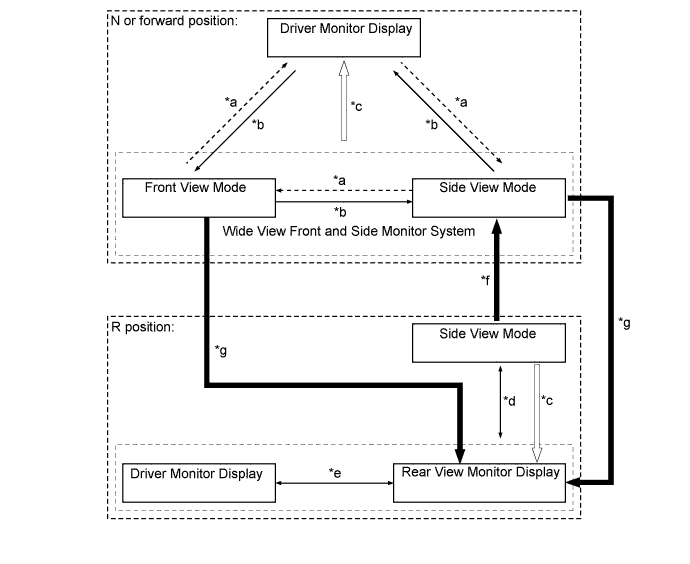 N or forward position:
Driver Monitor Display
*a
*b
*c
*a
*b
*a
Front View Mode
Side View Mode
*b
Wide View Front and Side Monitor System
*f
*g
R position:
Side View Mode
*g
*d
*c
Driver Monitor Display
*e
Rear View Monitor Display